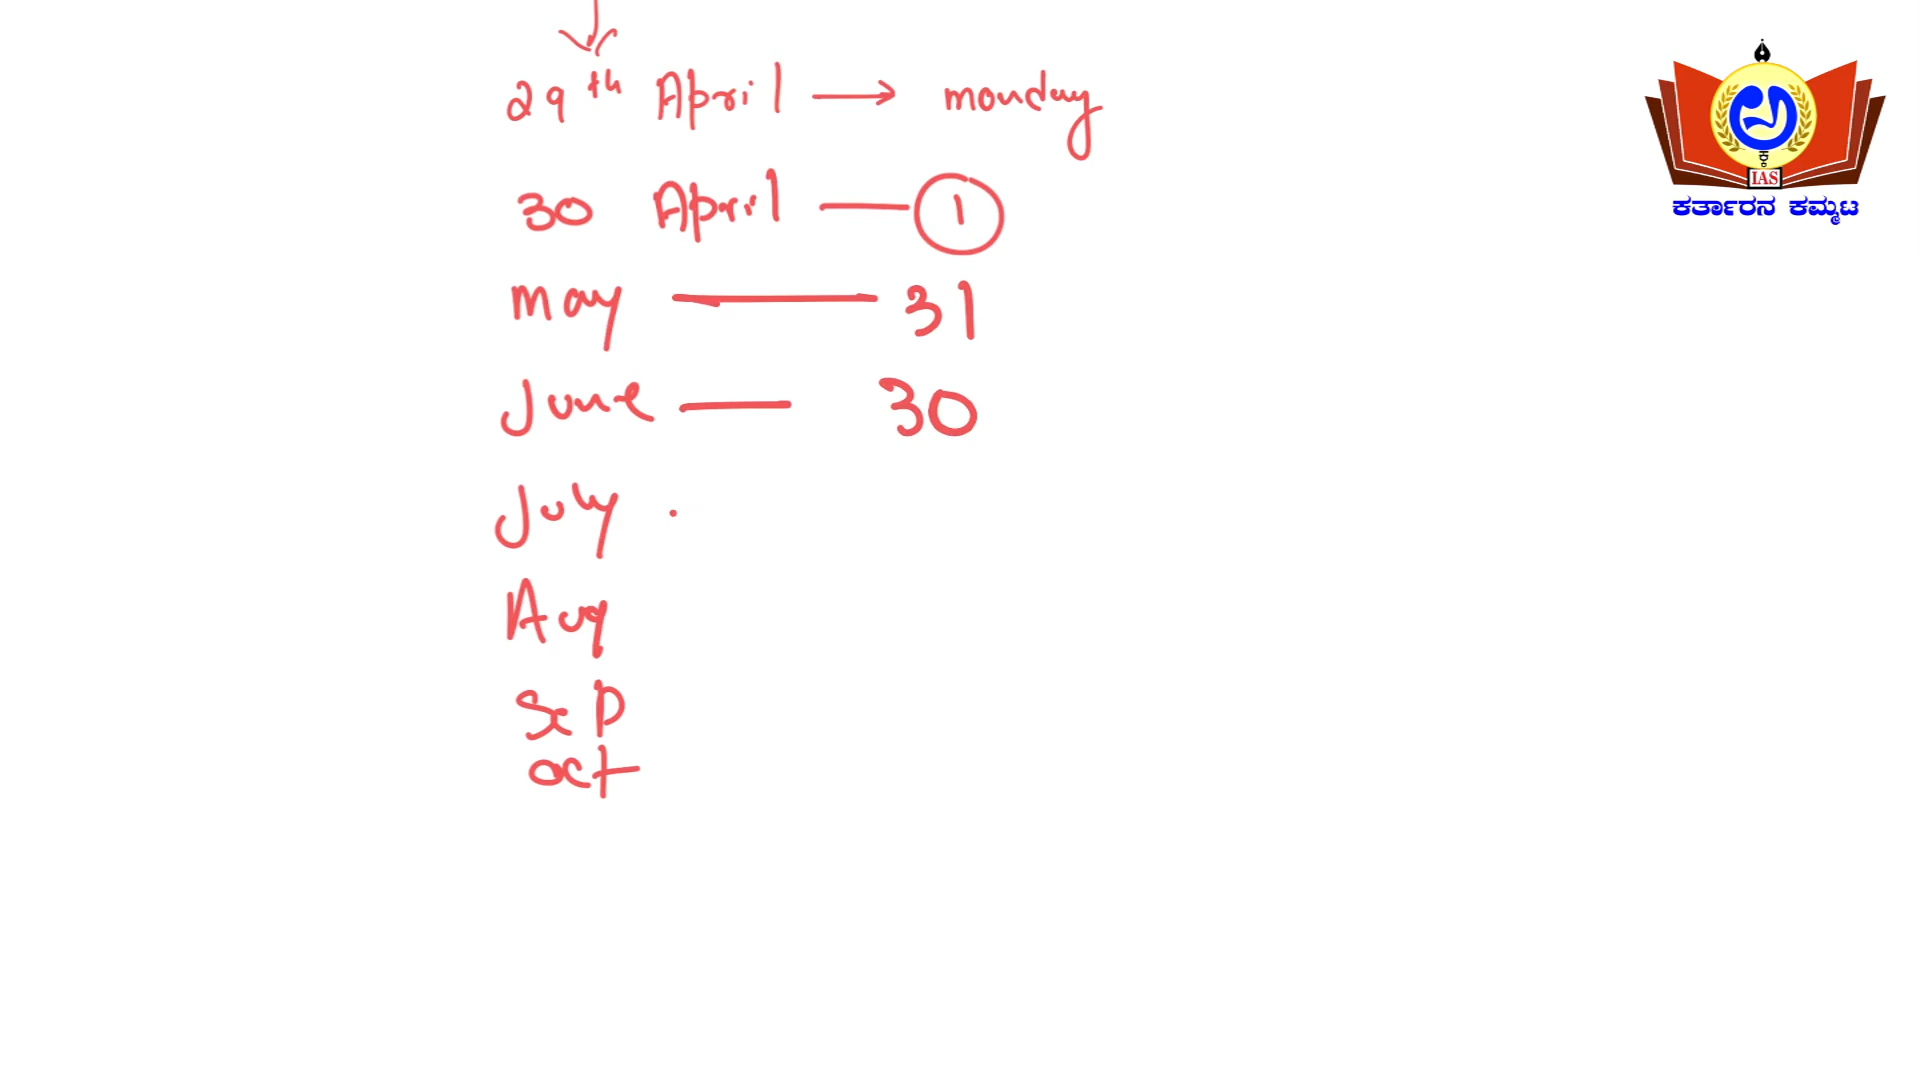 29th April → monday
30 April — 1
may — 31
June — 30
July
Aug
Sep
oct
IAS
ಕರ್ತಾರನ ಕಮ್ಮಟ